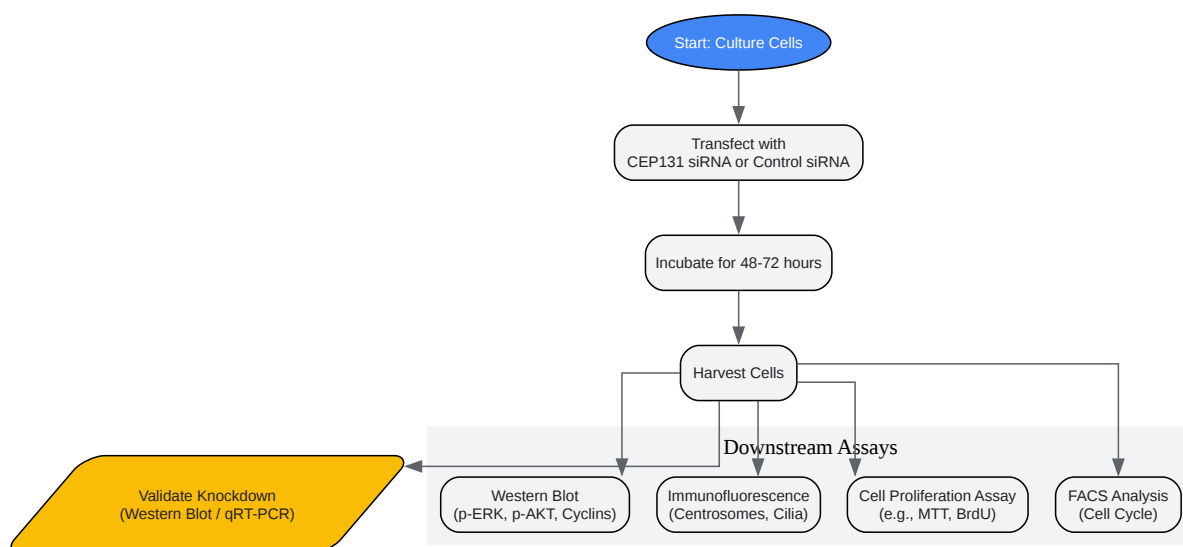 Start: Culture Cells
Transfect with
CEP131 siRNA or Control siRNA
Incubate for 48-72 hours
Harvest Cells
Downstream Assays
Validate Knockdown
(Western Blot / qRT-PCR)
Western Blot
(p-ERK, p-AKT, Cyclins)
Immunofluorescence
(Centrosomes, Cilia)
Cell Proliferation Assay
(e.g., MTT, BrdU)
FACS Analysis
(Cell Cycle)